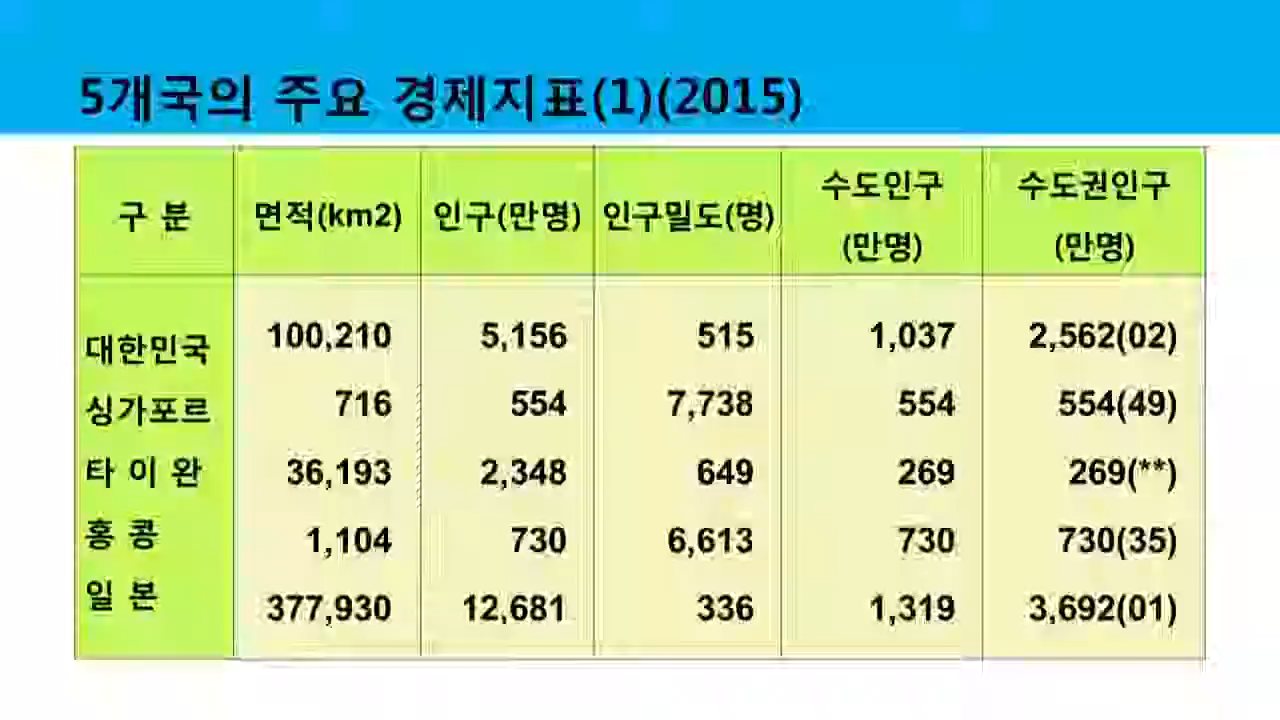 5개국의 주요 경제지표(1)(2015)
구 분 면적(km2) 인구(만명) 인구밀도(명) 수도인구 (만명) 수도권인구 (만명)
대한민국 100,210 5,156 515 1,037 2,562(02)
싱가포르 716 554 7,738 554 554(49)
타 이 완 36,193 2,348 649 269 269(**)
홍 콩 1,104 730 6,613 730 730(35)
일 본 377,930 12,681 336 1,319 3,692(01)